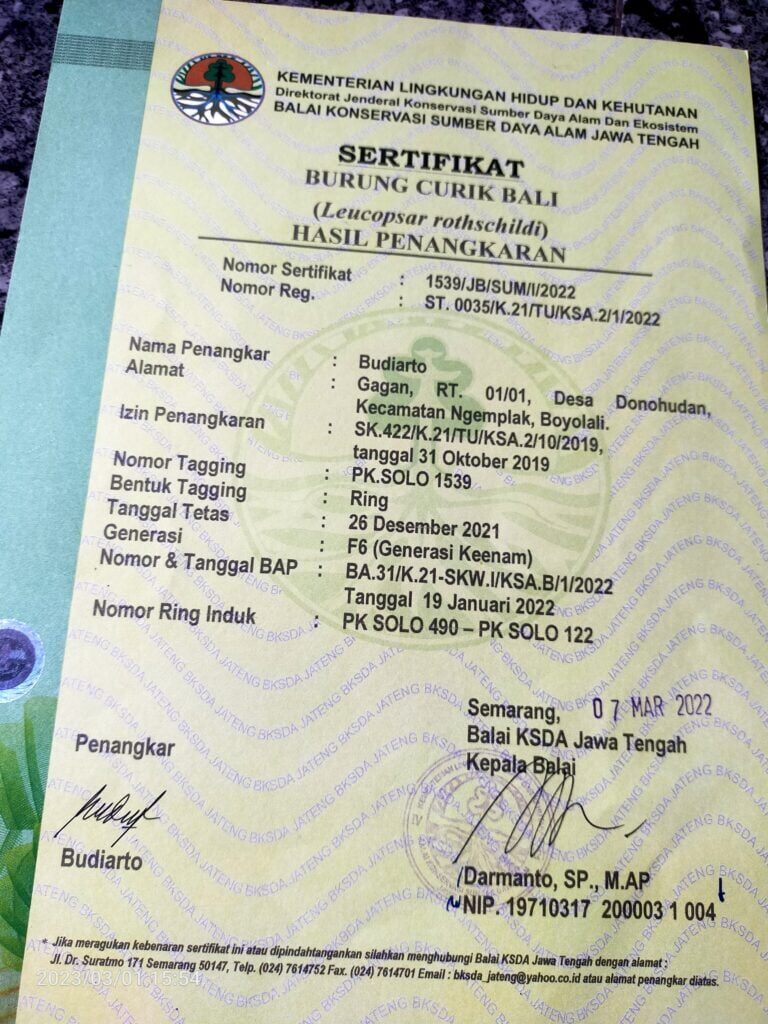 KEMENTERIAN LINGKUNGAN HIDUP DAN KEHUTANAN
Direktorat Jenderal Konservasi Sumber Daya Alam Dan Ekosistem
BALAI KONSERVASI SUMBER DAYA ALAM JAWA TENGAH
SERTIFIKAT
BURUNG CURIK BALI
(Leucopsar rothschildi)
HASIL PENANGKARAN
Nomor Sertifikat : 1539/JB/SUM/I/2022
Nomor Reg. : ST. 0035/K.21/TU/KSA.2/1/2022
Nama Penangkar : Budiarto
Alamat : Gagan, RT. 01/01, Desa Donohudan,
Kecamatan Ngemplak, Boyolali.
Izin Penangkaran : SK.422/K.21/TU/KSA.2/10/2019,
tanggal 31 Oktober 2019
Nomor Tagging : PK.SOLO 1539
Bentuk Tagging : Ring
Tanggal Tetas : 26 Desember 2021
Generasi : F6 (Generasi Keenam)
Nomor & Tanggal BAP : BA.31/K.21-SKW.I/KSA.B/1/2022
Tanggal 19 Januari 2022
Nomor Ring Induk : PK SOLO 490 – PK SOLO 122
Semarang, 07 MAR 2022
Balai KSDA Jawa Tengah
Kepala Balai
Penangkar
Budiarto
Darmanto, SP., M.AP
NIP. 19710317 200003 1 004
* Jika meragukan kebenaran sertifikat ini atau dipindahtangankan silahkan menghubungi Balai KSDA Jawa Tengah dengan alamat :
Jl. Dr. Suratmo 171 Semarang 50147, Telp. (024) 7614752 Fax. (024) 7614701 Email : bksda_jateng@yahoo.co.id atau alamat penangkar diatas.
2023/03/01 15:54